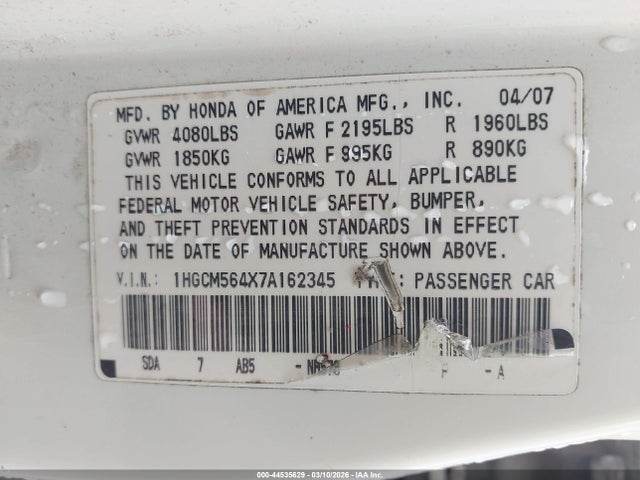 MFD. BY HONDA OF AMERICA MFG., INC. 04/07
GVWR 4080LBS GAWR F 2195LBS R 1960LBS
GVWR 1850KG GAWR F 995KG R 890KG
THIS VEHICLE CONFORMS TO ALL APPLICABLE
FEDERAL MOTOR VEHICLE SAFETY, BUMPER,
AND THEFT PREVENTION STANDARDS IN EFFECT
ON THE DATE OF MANUFACTURE SHOWN ABOVE.
V.I.N.: 1HGCM564X7A162345 : PASSENGER CAR
SDA 7 AB5 - F -A
000-44535629 - 03/10/2026 - IAA Inc.